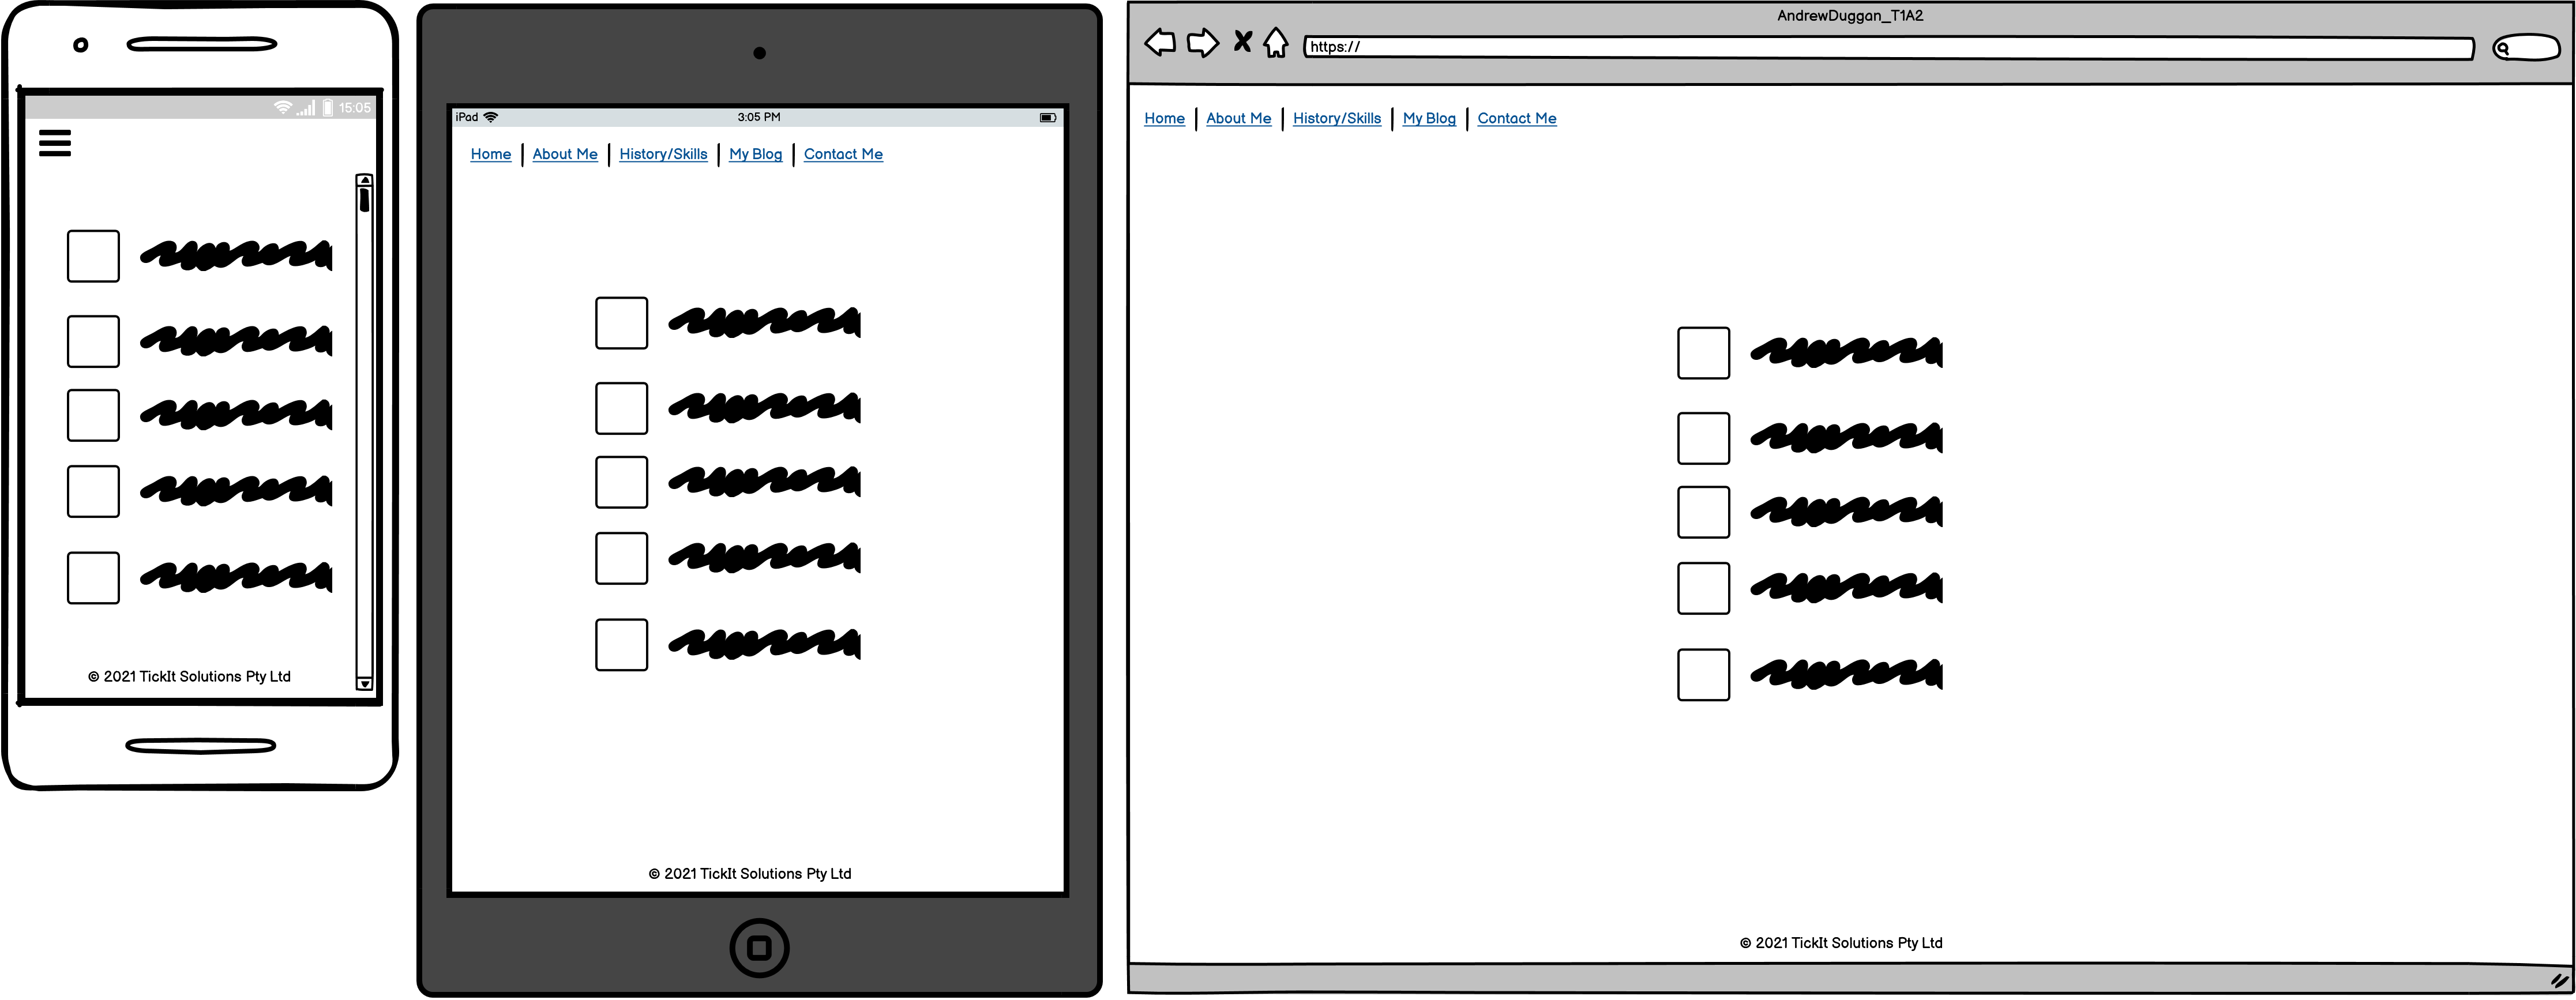 15:05
© 2021 TickIt Solutions Pty Ltd
iPad 3:05 PM
Home About Me History/Skills My Blog Contact Me
© 2021 TickIt Solutions Pty Ltd
AndrewDuggan_T1A2
https://
Home About Me History/Skills My Blog Contact Me
© 2021 TickIt Solutions Pty Ltd